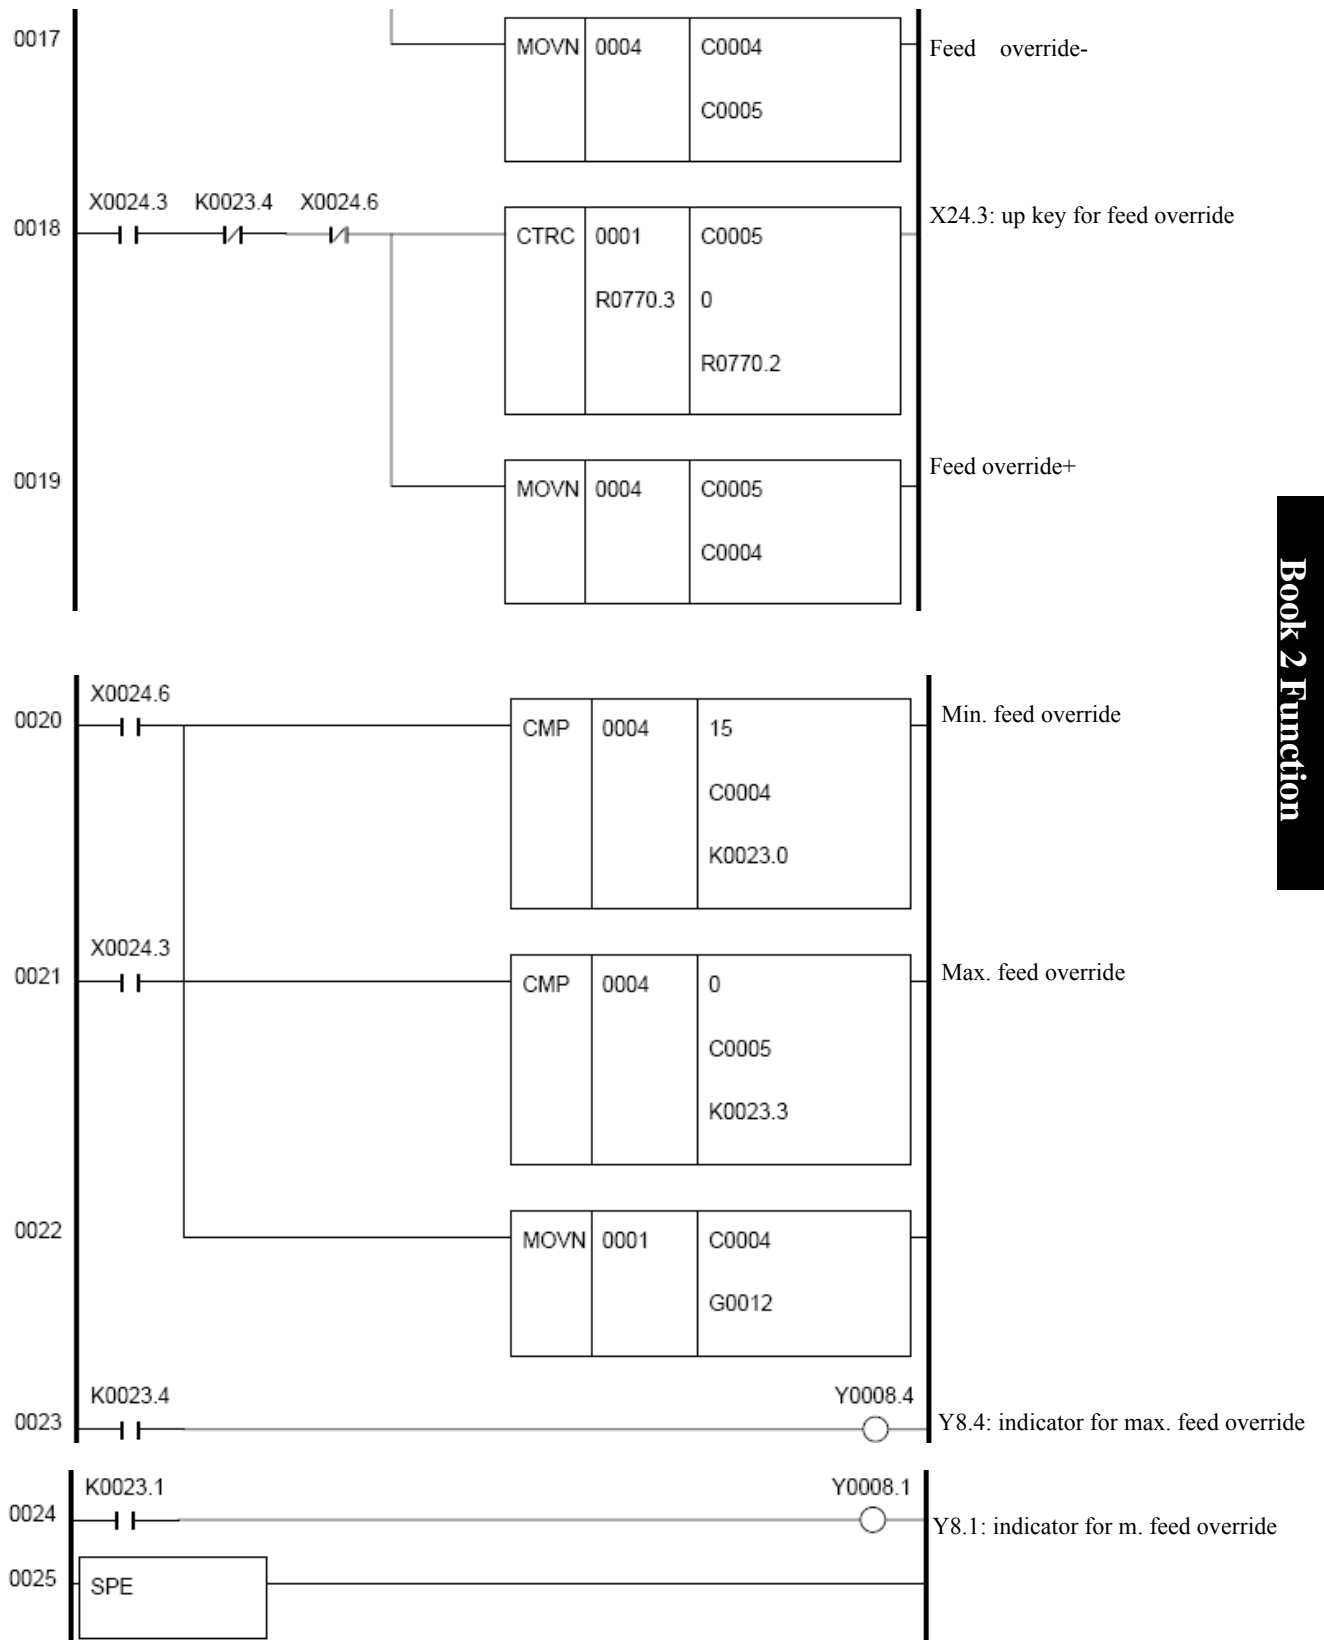 0017
MOVN 0004 C0004
Feed override-
C0005
X0024.3 K0023.4 X0024.6
0018
CTRC 0001 C0005
X24.3: up key for feed override
R0770.3 0
R0770.2
0019
MOVN 0004 C0005
Feed override+
C0004
Book 2 Function
X0024.6
0020
CMP 0004 15
Min. feed override
C0004
K0023.0
X0024.3
0021
CMP 0004 0
Max. feed override
C0005
K0023.3
0022
MOVN 0001 C0004
G0012
K0023.4 Y0008.4
0023
Y8.4: indicator for max. feed override
K0023.1 Y0008.1
0024
Y8.1: indicator for m. feed override
0025
SPE